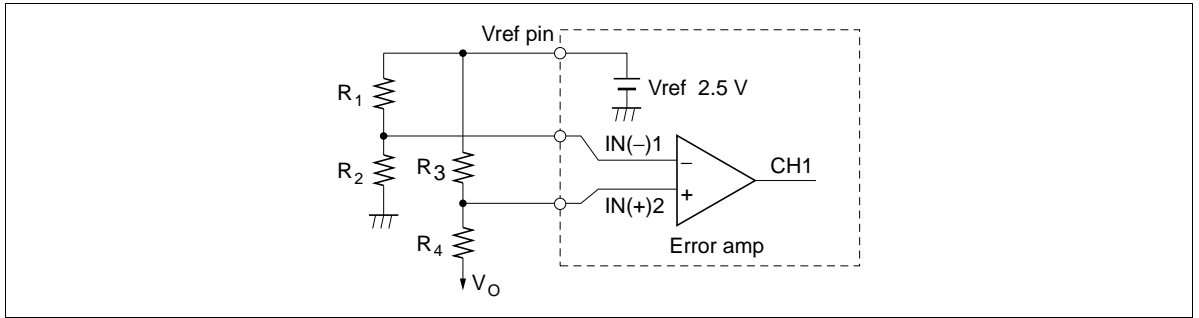 Vref pin
R1
Vref 2.5 V
IN(−)1
CH1
R2
R3
−
+
IN(+)2
R4
Error amp
VO